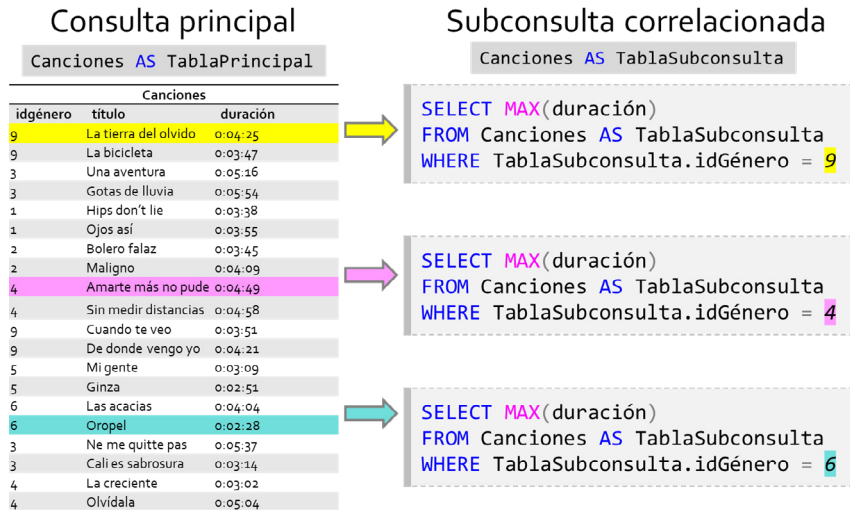 Consulta principal
Canciones AS TablaPrincipal
Canciones
idgénero título duración
9 La tierra del olvido 0:04:25
9 La bicicleta 0:03:47
3 Una aventura 0:05:16
3 Gotas de lluvia 0:05:54
1 Hips don't lie 0:03:38
1 Ojos así 0:03:55
2 Bolero falaz 0:03:45
2 Maligno 0:04:09
4 Amarte más no pude 0:04:49
4 Sin medir distancias 0:04:58
9 Cuando te veo 0:03:51
9 De donde vengo yo 0:04:21
5 Mi gente 0:03:09
5 Ginza 0:02:51
6 Las acacias 0:04:04
6 Oropel 0:02:28
3 Ne me quitte pas 0:05:37
3 Cali es sabrosura 0:03:14
4 La creciente 0:03:02
4 Olvídala 0:05:04
Subconsulta correlacionada
Canciones AS TablaSubconsulta
SELECT MAX(duración)
FROM Canciones AS TablaSubconsulta
WHERE TablaSubconsulta.idGénero = 9
SELECT MAX(duración)
FROM Canciones AS TablaSubconsulta
WHERE TablaSubconsulta.idGénero = 4
SELECT MAX(duración)
FROM Canciones AS TablaSubconsulta
WHERE TablaSubconsulta.idGénero = 6